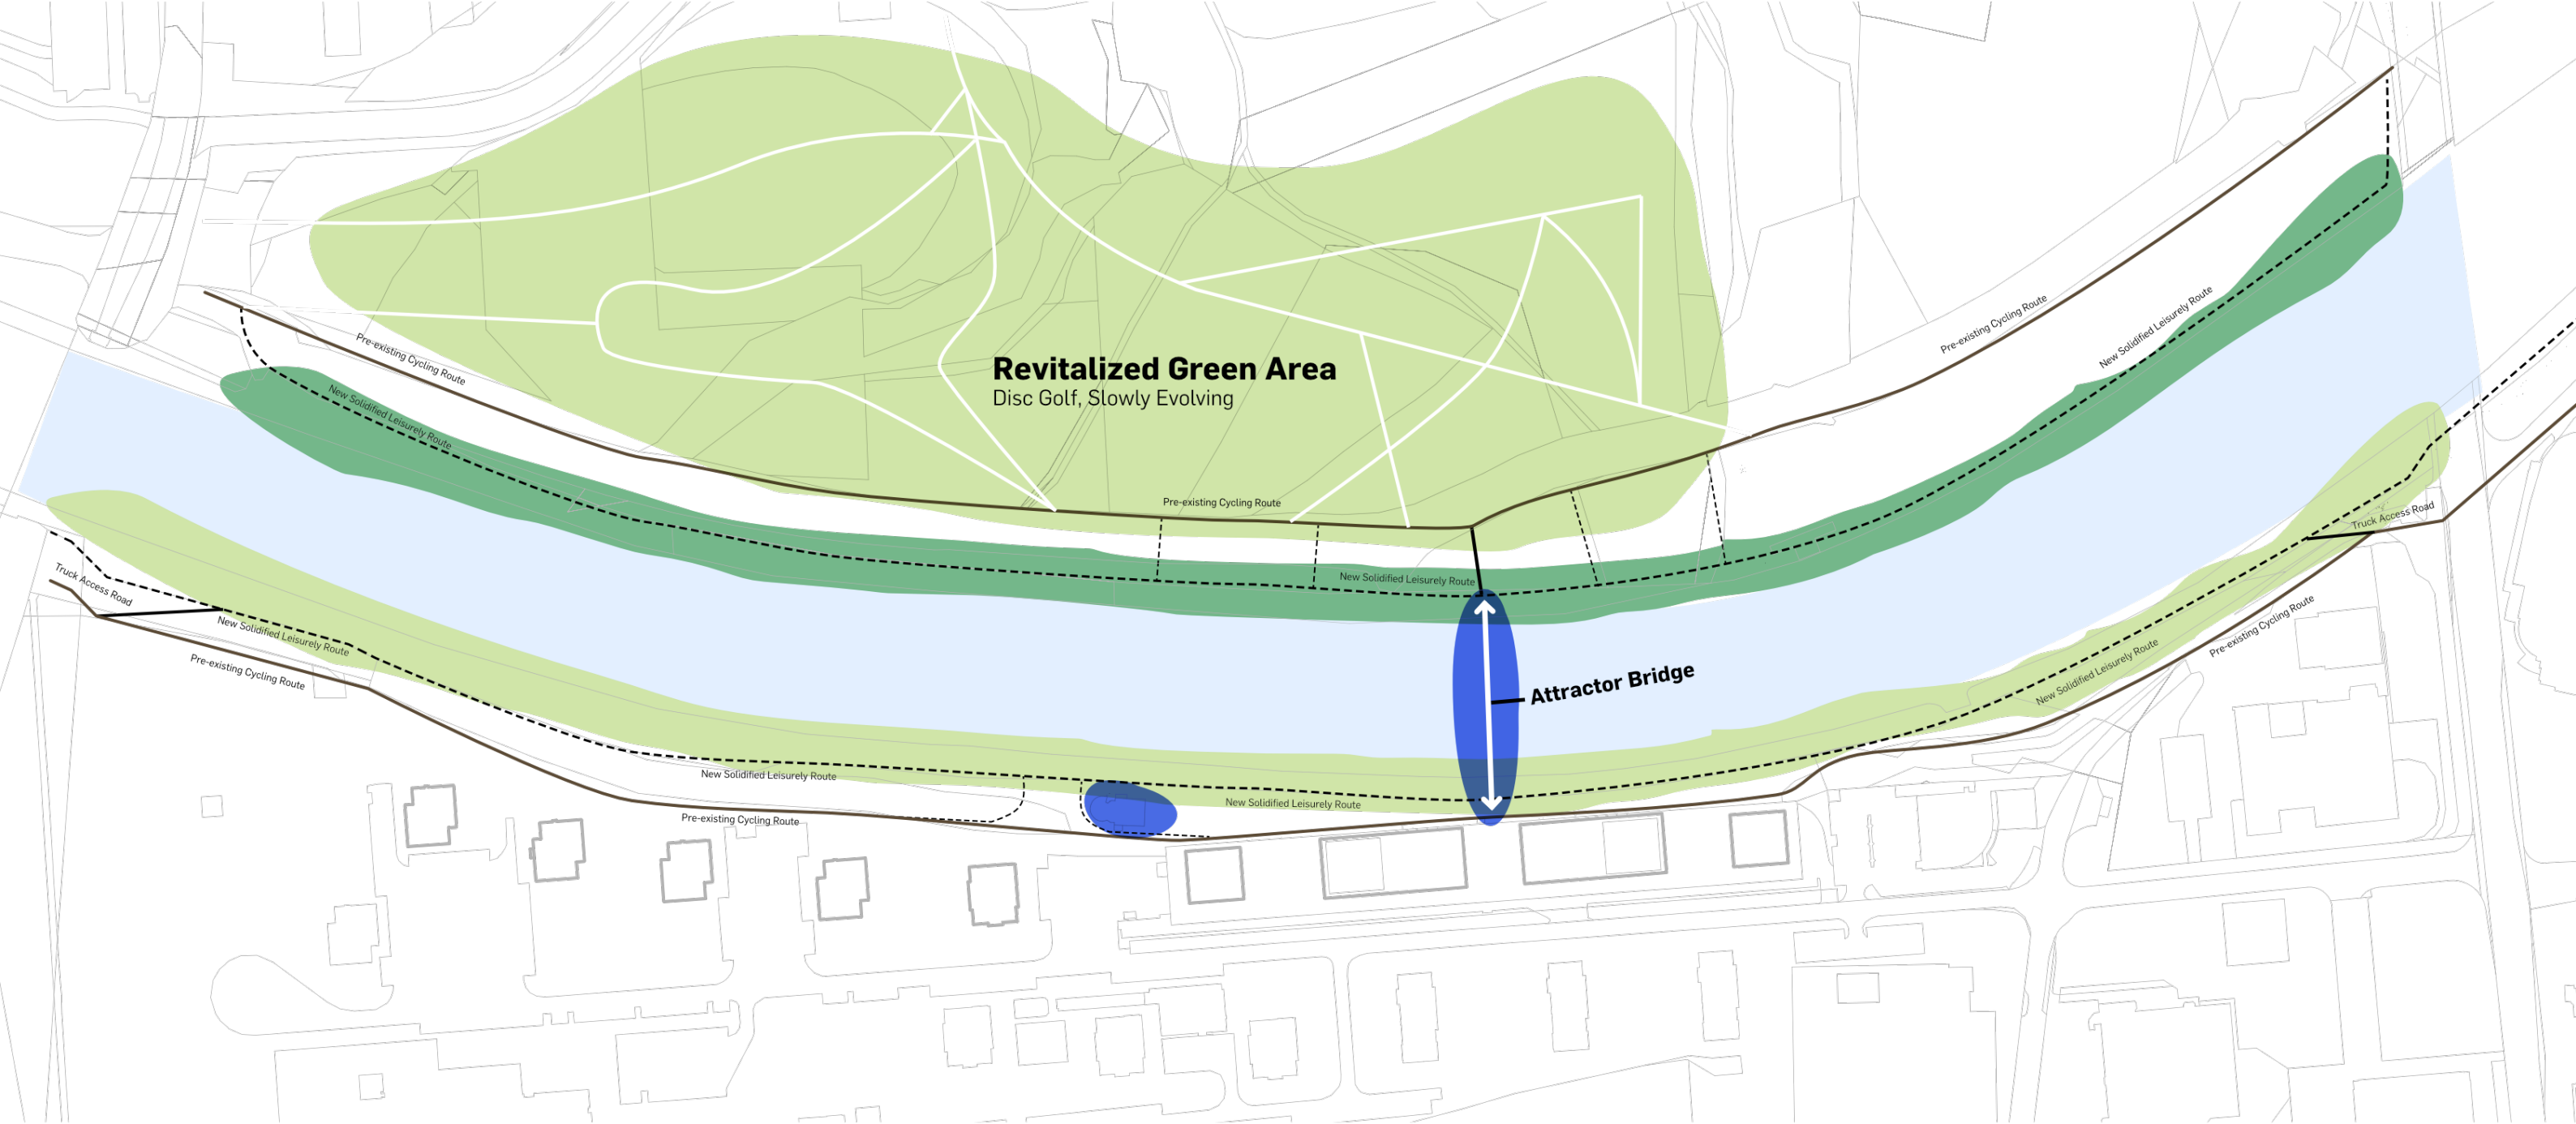 Pre-existing Cycling Route
New Solidified Leisurely Route
Pre-existing Cycling Route
New Solidified Leisurely Route
Revitalized Green Area
Disc Golf, Slowly Evolving
Pre-existing Cycling Route
New Solidified Leisurely Route
Truck Access Road
Truck Access Road
New Solidified Leisurely Route
Pre-existing Cycling Route
Attractor Bridge
Pre-existing Cycling Route
New Solidified Leisurely Route
New Solidified Leisurely Route
New Solidified Leisurely Route
Pre-existing Cycling Route